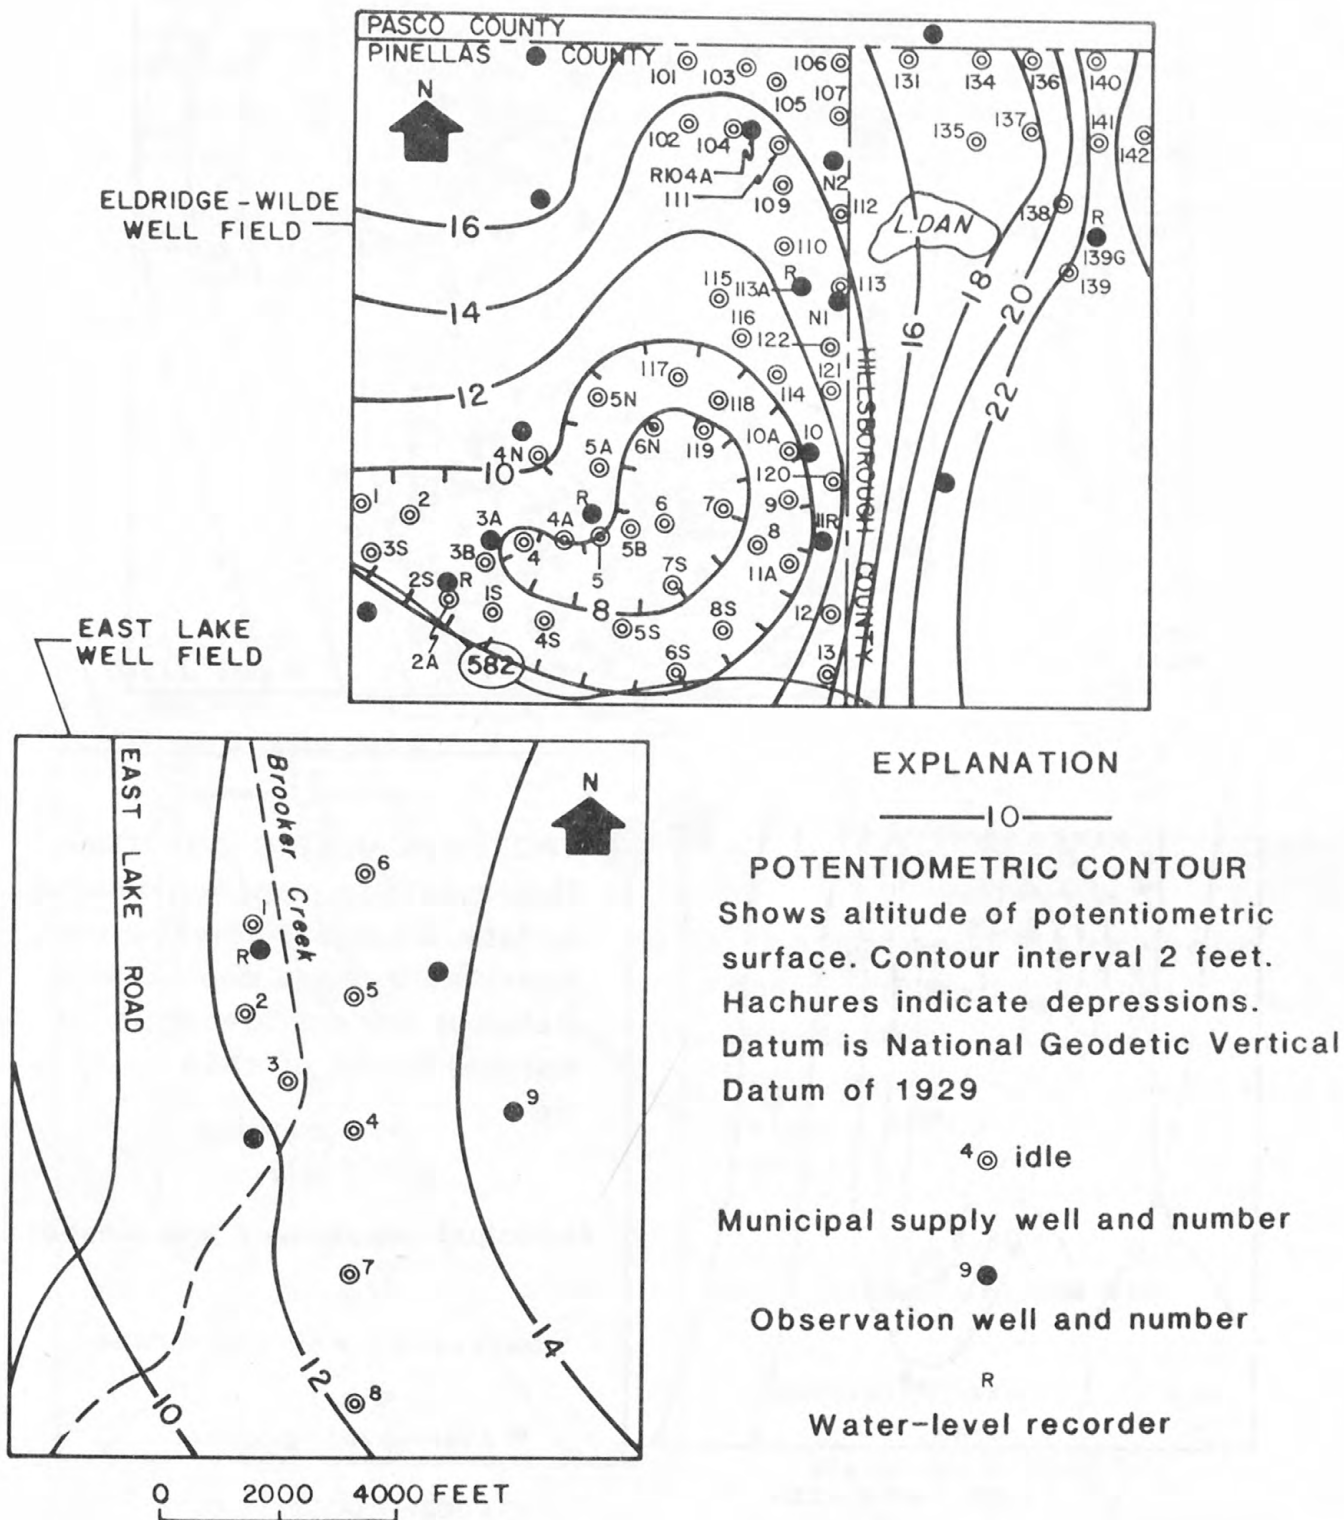 PASCO COUNTY
PINELLAS COUNTY
N
101 103 106 131 134 136 140
105 107
102 104 135 137 141 142
R104A
111
109
N2
112
138
R
139G
139
L. DAN
110
R
113A
113
N1
115
116
122
121
114
117
118
5N
6N
119
10A 10
120
4N
5A
1 2
R
6 7
9
3A 4A
4
5B
8
11R
3S
3B
5
7S
11A
2S R
1S
4S
5S
8S
12
2A
582
6S
13
16
14
12
10
8
16
18
20
22
HILLSBOROUGH COUNTY
ELDRIDGE-WILDE
WELL FIELD
EAST LAKE
WELL FIELD
EAST LAKE ROAD
Brooker Creek
N
6
1
R
2
5
3
4
9
7
8
10
12
14
0 2000 4000 FEET
EXPLANATION
10
POTENTIOMETRIC CONTOUR
Shows altitude of potentiometric
surface. Contour interval 2 feet.
Hachures indicate depressions.
Datum is National Geodetic Vertical
Datum of 1929
4 idle
Municipal supply well and number
9
Observation well and number
R
Water-level recorder